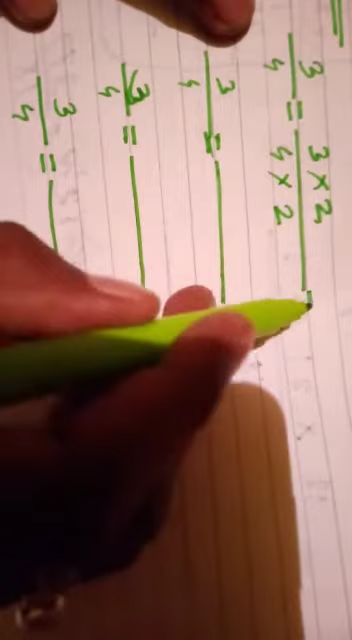 3/4 = 3×2/4×2
3/4 =
3/4 =
3/4 =